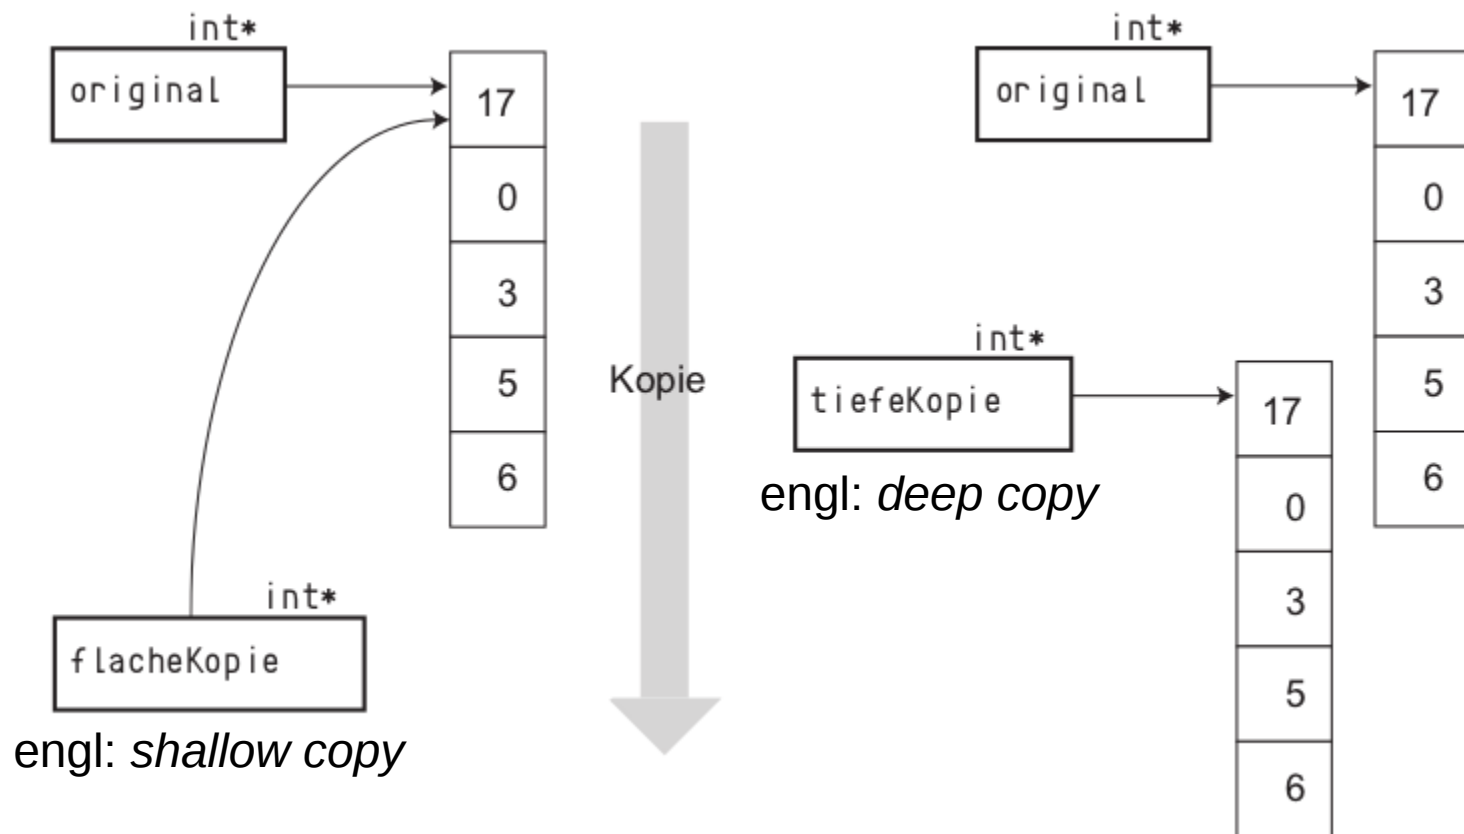 int*
original
17
0
3
5
6
int*
flacheKopie
engl: shallow copy
Kopie
int*
original
17
0
3
5
6
int*
tiefeKopie
engl: deep copy
17
0
3
5
6